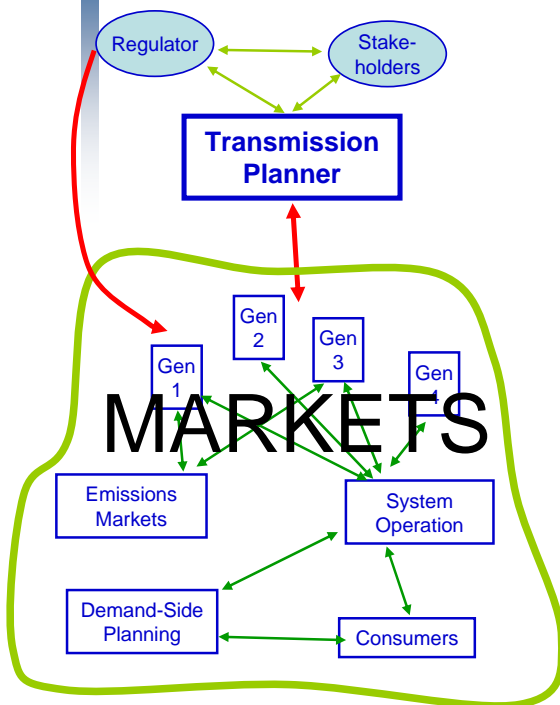 Regulator
Stake-
holders
Transmission
Planner
Gen
2
Gen
3
Gen
1
Gen
4
MARKETS
Emissions
Markets
System
Operation
Demand-Side
Planning
Consumers